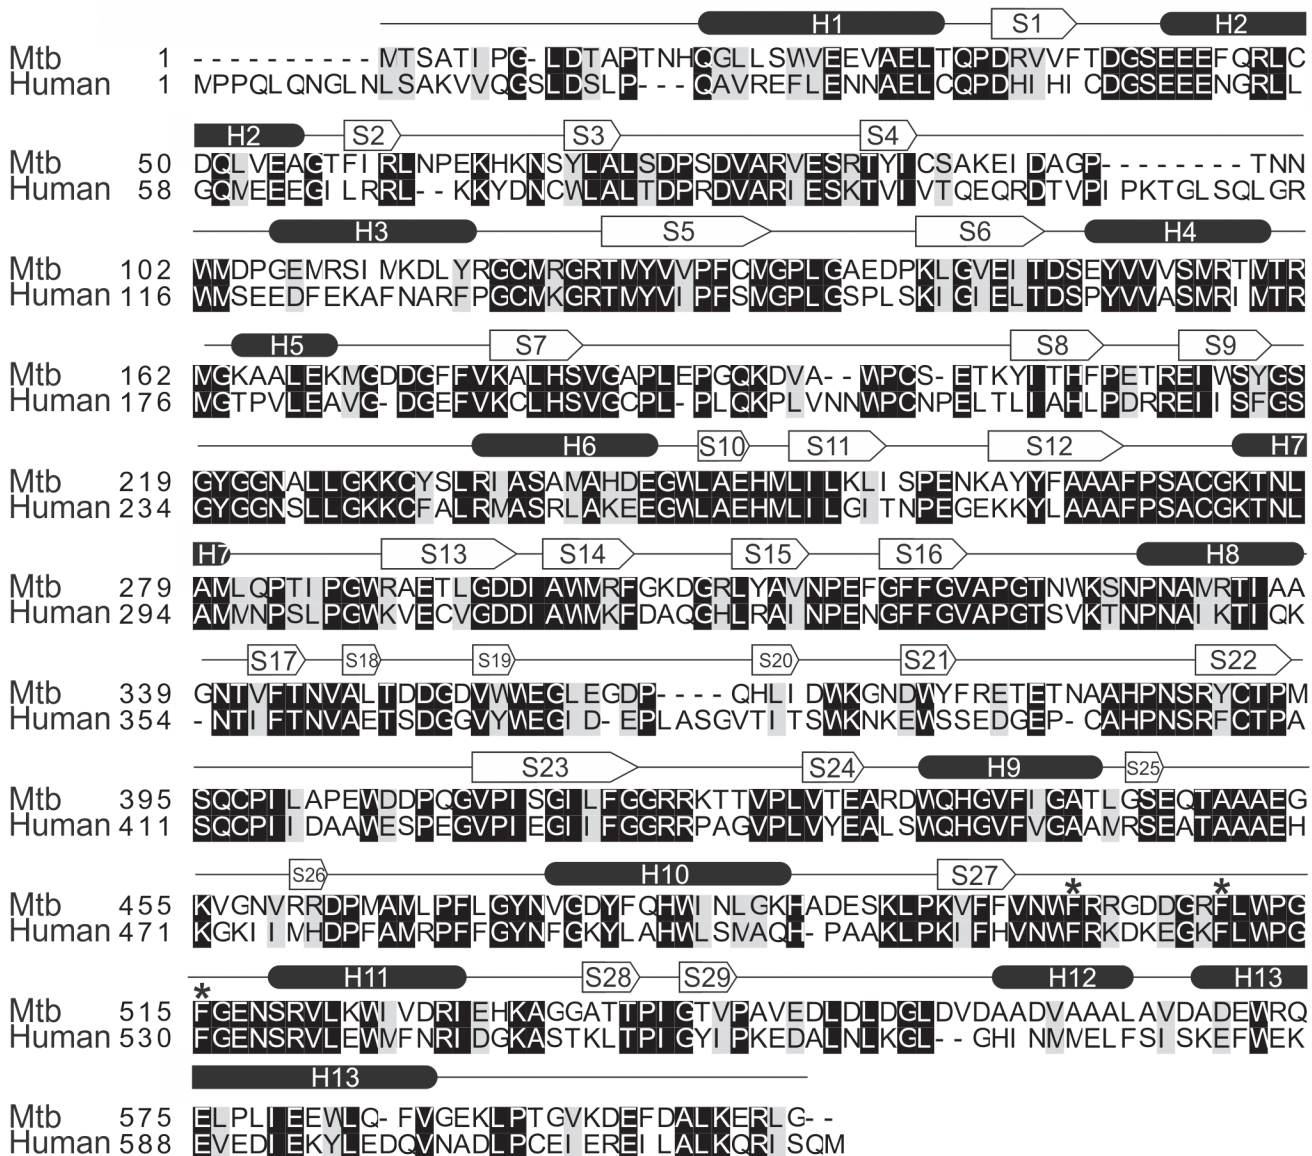 H1 S1 H2
Mtb 1 ----------MTSATIPG-LDTAPTNHQGLLSWVEEVAELTQPDRVVFTDGSEEEFQRLC
Human 1 MPPQLQNGLNLSAKVVQGSLDSLP---QAVREFLENNAELCQPDHIHICDGSEEENGRLL
H2 S2 S3 S4
Mtb 50 DQLVEAGTFIRLNPEKHKNSYLALSDPSDVARVESRTYICSAKEIDAGP--------TNN
Human 58 GQMEEEGILRRL--KKYDNCWLALTDPRDVARIESKTVIVTQEQRDTVPIPKTGLSQLGR
H3 S5 S6 H4
Mtb 102 WMDPGEMRSIMKDLYRGCMRGRTMYVVPFCMGPLGAEDPKLGVEITDSEYVVVSMRTMTR
Human 116 WMSEEDFEKAFNARFPGCMKGRTMYVIPFSMGPLGSPLSKIGIELTDSPYVVASMRIMTR
H5 S7 S8 S9
Mtb 162 MGKAALEKMGDDGFFVKALHSVGAPLEPGQKDVA--WPCS-ETKYITHFPETREIWSYGS
Human 176 MGTPVLEAVG-DGEFVKCLHSVGCPL-PLQKPLVNNWPCNPELTLIAHLPDRREIISFGS
H6 S10 S11 S12 H7
Mtb 219 GYGGNALLGKKCYSLRIASAMAHDEGWLAEHMLILKLISPENKAYYFAAAFPSACGKTNL
Human 234 GYGGNSLLGKKCFALRMASRLAKEEGWLAEHMLILGITNPEGEKKYLAAAFPSACGKTNL
H7 S13 S14 S15 S16 H8
Mtb 279 AMLQPTIPGWRAETLGDDIAWMRFGKDGRLYAVNPEFGFFGVAPGTNWKSNPNAMRTIAA
Human 294 AMMNPSLPGWKVECVGDDIAWMKFDAQGHLRAINPENGFFGVAPGTSVKTNPNAIKTIQK
S17 S18 S19 S20 S21 S22
Mtb 339 GNTVFTNVALTDDGDVWWEGLEGDP----QHLIDWKGNDWYFRETETNAAHPNSRYCTPM
Human 354 -NTIFTNVAETSDGGVYWEGID-EPLASGVTITSWKNKEWSSEDGEP-CAHPNSRFCTPA
S23 S24 H9 S25
Mtb 395 SQCPILAPEWDDPQGVPISGILFGGRRKTTVPLVTEARDWQHGVFIGATLGSEQTAAAEG
Human 411 SQCPIIDAAWESPEGVPIEGIIFGGRRPAGVPLVYEALSWQHGVFVGAAMRSEATAAAEH
S26 H10 S27
* *
Mtb 455 KVGNVRRDPMAMLPFLGYNVGDYFQHWINLGKHADESKLPKVFFVNWFRRGDDGRFLWPG
Human 471 KGKIIMHDPFAMRPFFGYNFGKYLAHWLSMAQH-PAAKLPKIFHVNWFRKDKEGKFLWPG
H11 S28 S29 H12 H13
*
Mtb 515 FGENSRVLKWIVDRIEHKAGGATTPIGTVPAVEDLDLDGLDVDAADVAAALAVDADEWRQ
Human 530 FGENSRVLEWMFNRIDGKASTKLTPIGYIPKEDALNLKGL--GHINMMELFSISKEFWEK
H13
Mtb 575 ELPLIEEWLQ-FVGEKLPTGVKDEFDALKERLG--
Human 588 EVEDIEKYLEDQVNADLPCEIEREILALKQRISQM